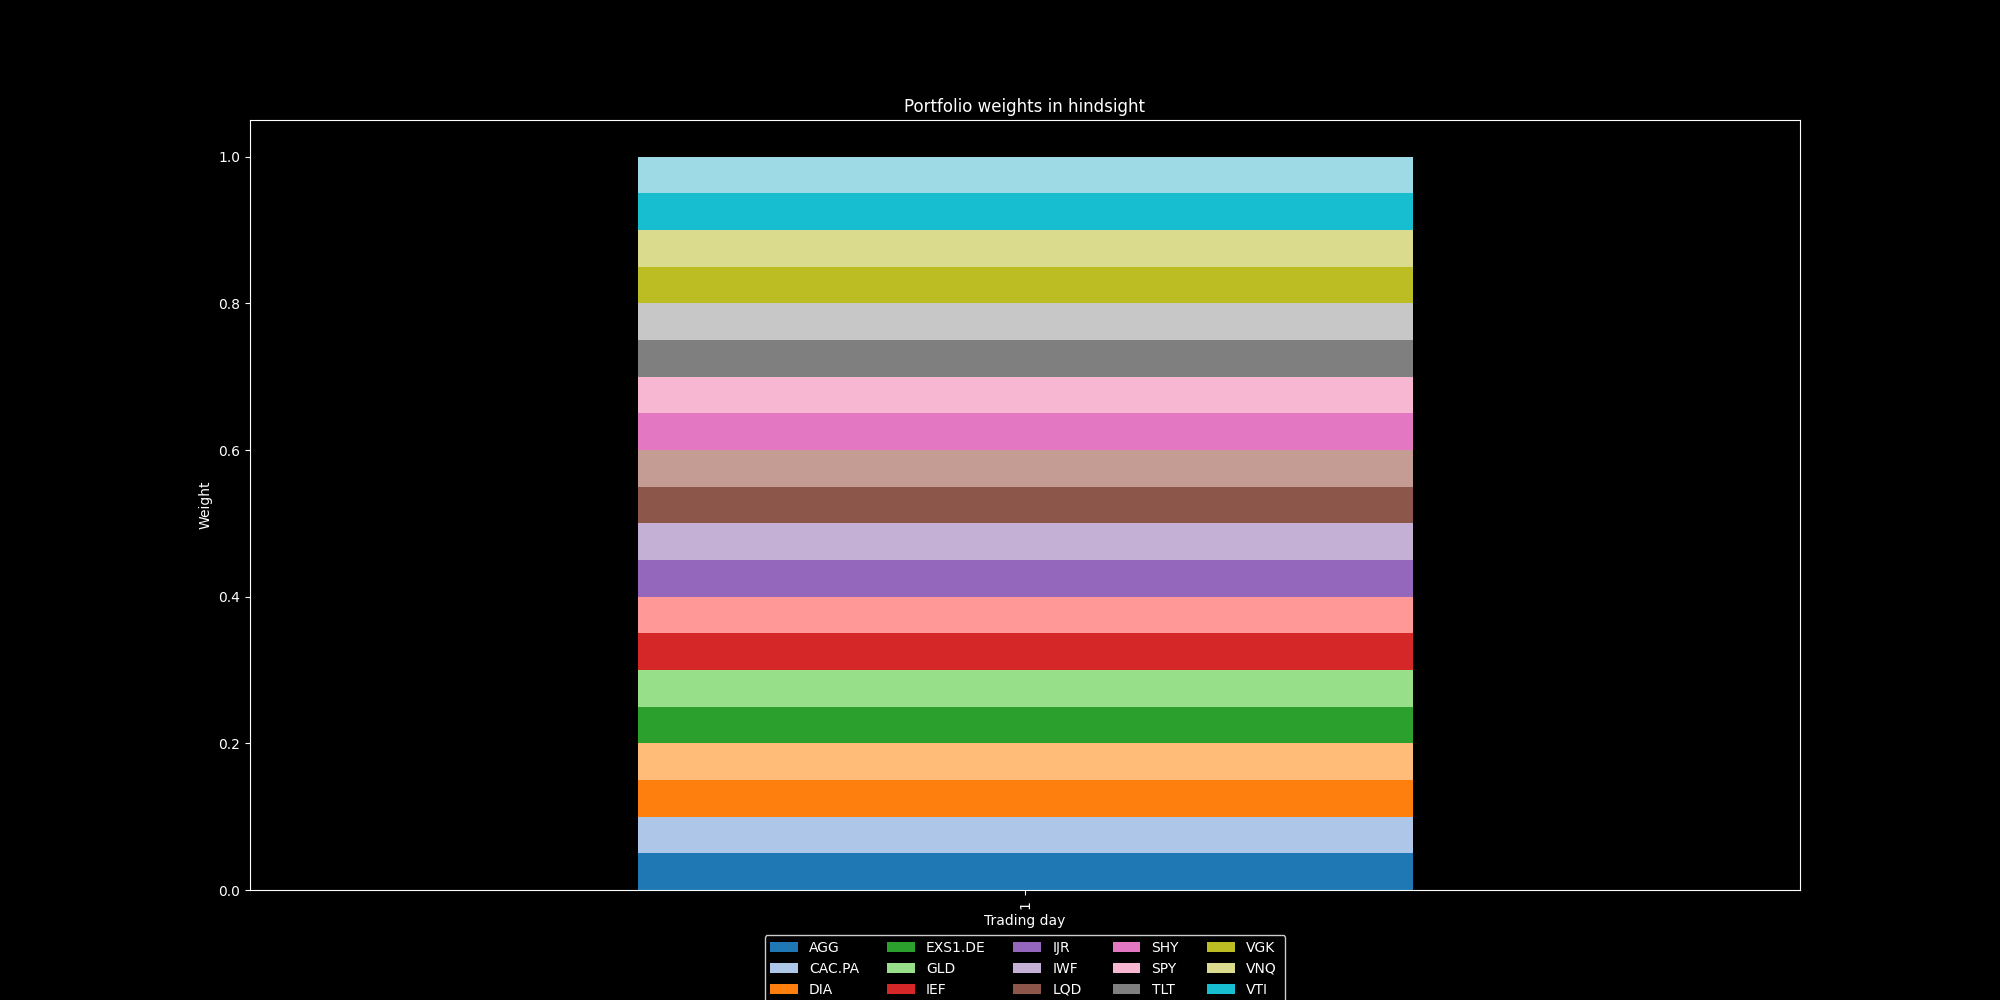 Portfolio weights in hindsight
1.0
0.8
0.6
0.4
0.2
0.0
Weight
1
Trading day
AGG EXS1.DE IJR SHY VGK
CAC.PA GLD IWF SPY VNQ
DIA IEF LQD TLT VTI